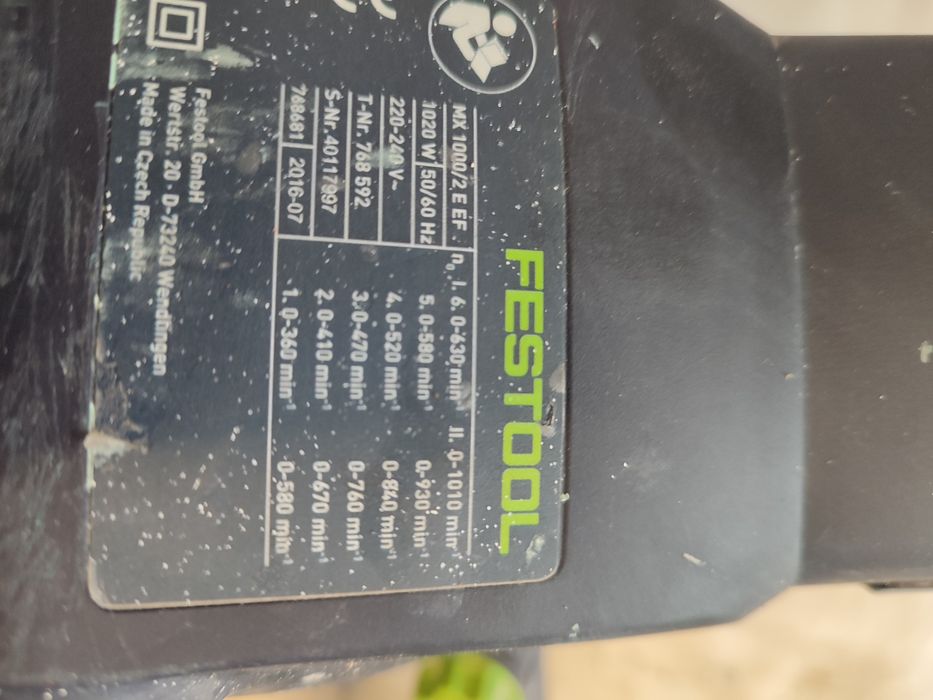 FESTOOL
MX 1000/2 E EF
1020 W 50/60 Hz
220-240 V~
T-Nr. 768 592
S-Nr. 40117997
768681 2016-07
n₀ I. 6. 0-630 min⁻¹ II. 0-1010 min⁻¹
5. 0-580 min⁻¹ 0-930 min⁻¹
4. 0-520 min⁻¹ 0-840 min⁻¹
3. 0-470 min⁻¹ 0-760 min⁻¹
2. 0-410 min⁻¹ 0-670 min⁻¹
1. 0-360 min⁻¹ 0-580 min⁻¹
Festool GmbH
Wertstr. 20 · D-73240 Wendlingen
Made in Czech Republic